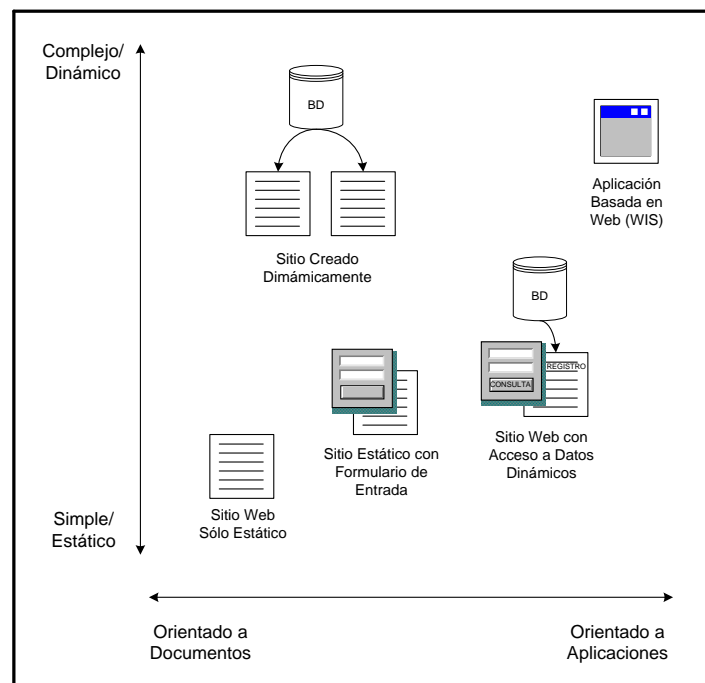 Complejo/
Dinámico
BD
Aplicación
Basada en
Web (WIS)
Sitio Creado
Dimámicamente
BD
REGISTRO
CONSULTA
Sitio Web con
Acceso a Datos
Dinámicos
Sitio Estático con
Formulario de
Entrada
Sitio Web
Sólo Estático
Simple/
Estático
Orientado a
Documentos
Orientado a
Aplicaciones